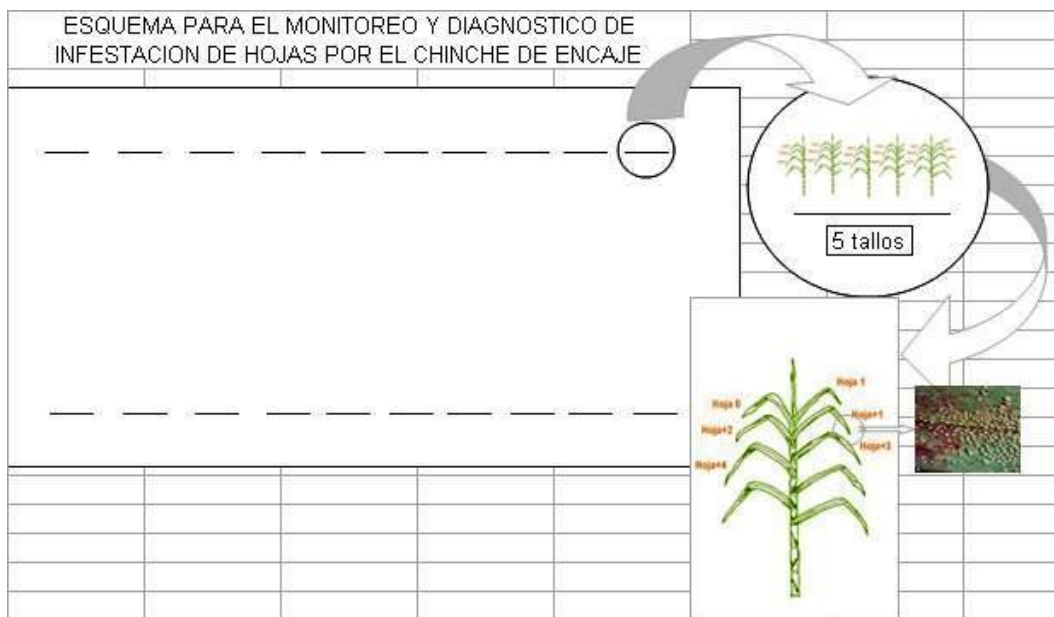 ESQUEMA PARA EL MONITOREO Y DIAGNOSTICO DE
INFESTACION DE HOJAS POR EL CHINCHE DE ENCAJE
5 tallos
Hoja 1
Hoja 0
Hoja+1
Hoja+2
Hoja+3
Hoja+4